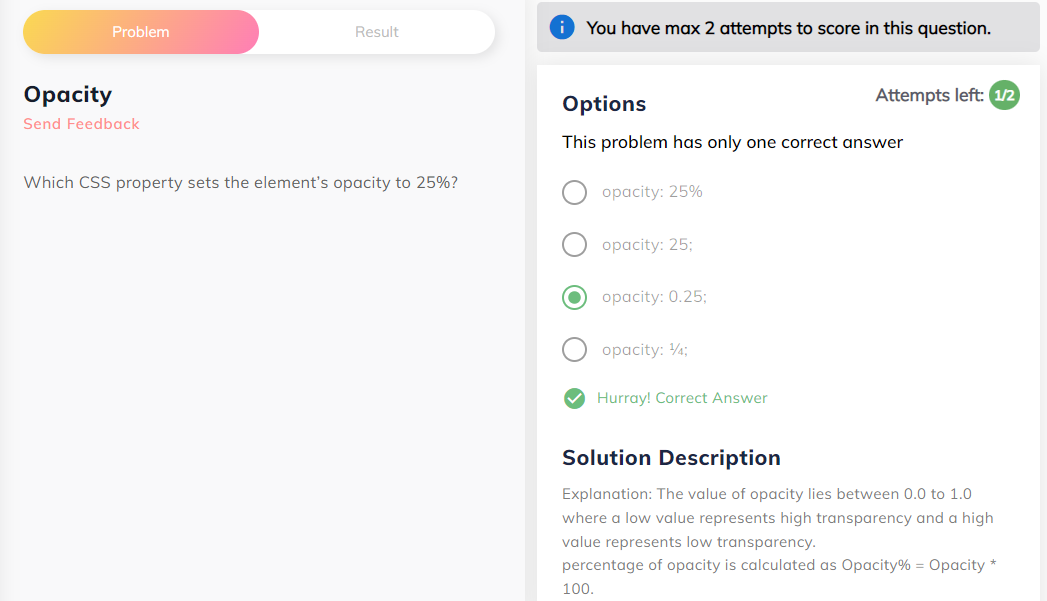 Problem
Result
Opacity
Send Feedback
Which CSS property sets the element’s opacity to 25%?
You have max 2 attempts to score in this question.
Options
Attempts left: 1/2
This problem has only one correct answer
opacity: 25%
opacity: 25;
opacity: 0.25;
opacity: ¼;
Hurray! Correct Answer
Solution Description
Explanation: The value of opacity lies between 0.0 to 1.0
where a low value represents high transparency and a high
value represents low transparency.
percentage of opacity is calculated as Opacity% = Opacity *
100.